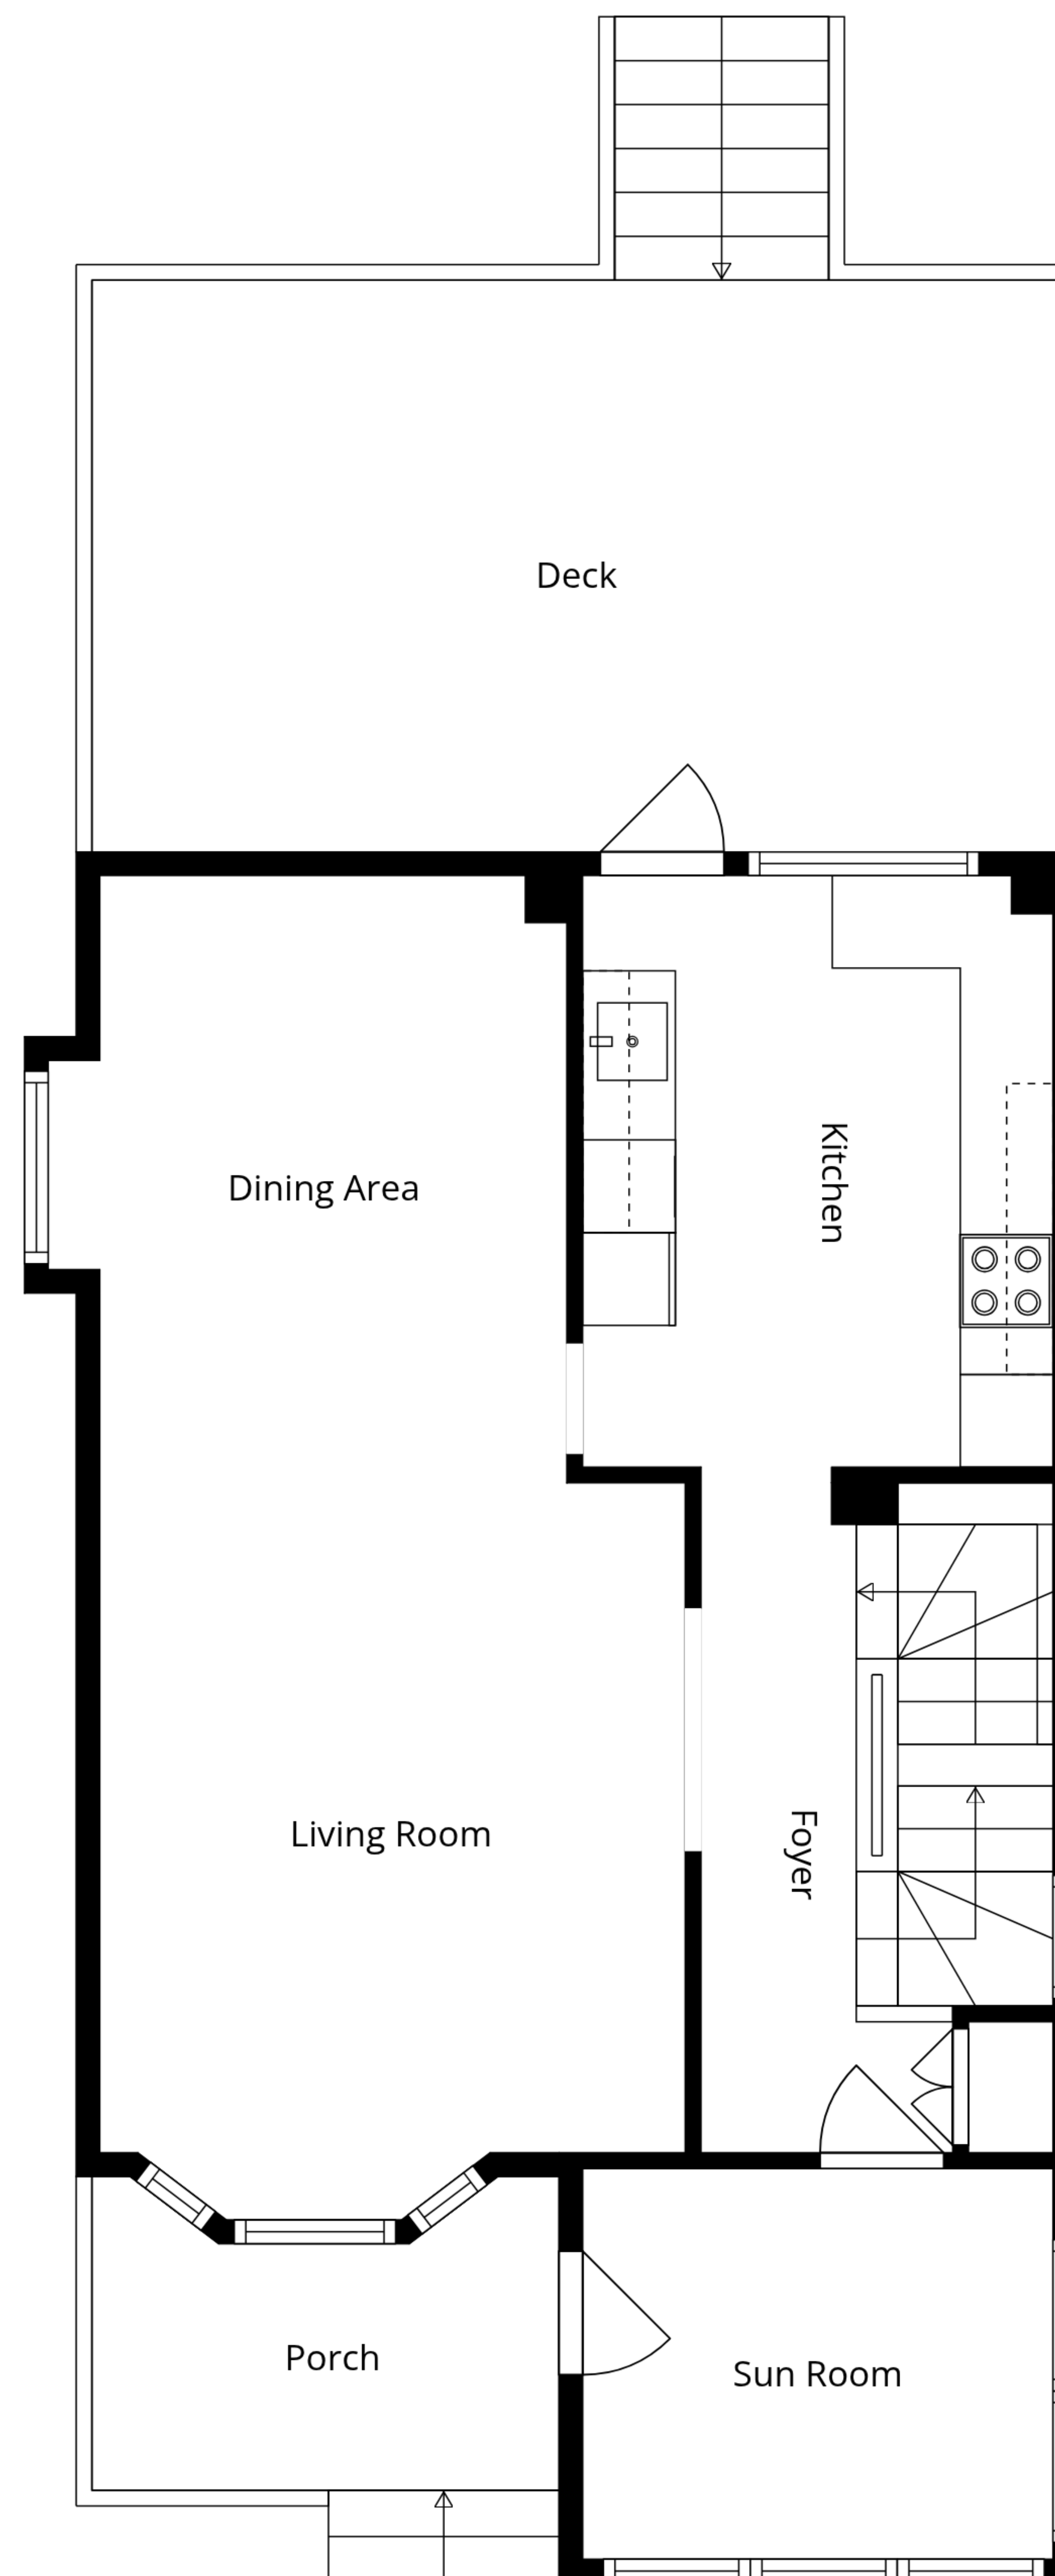 Deck
Dining Area
Kitchen
Living Room
Foyer
Porch
Sun Room